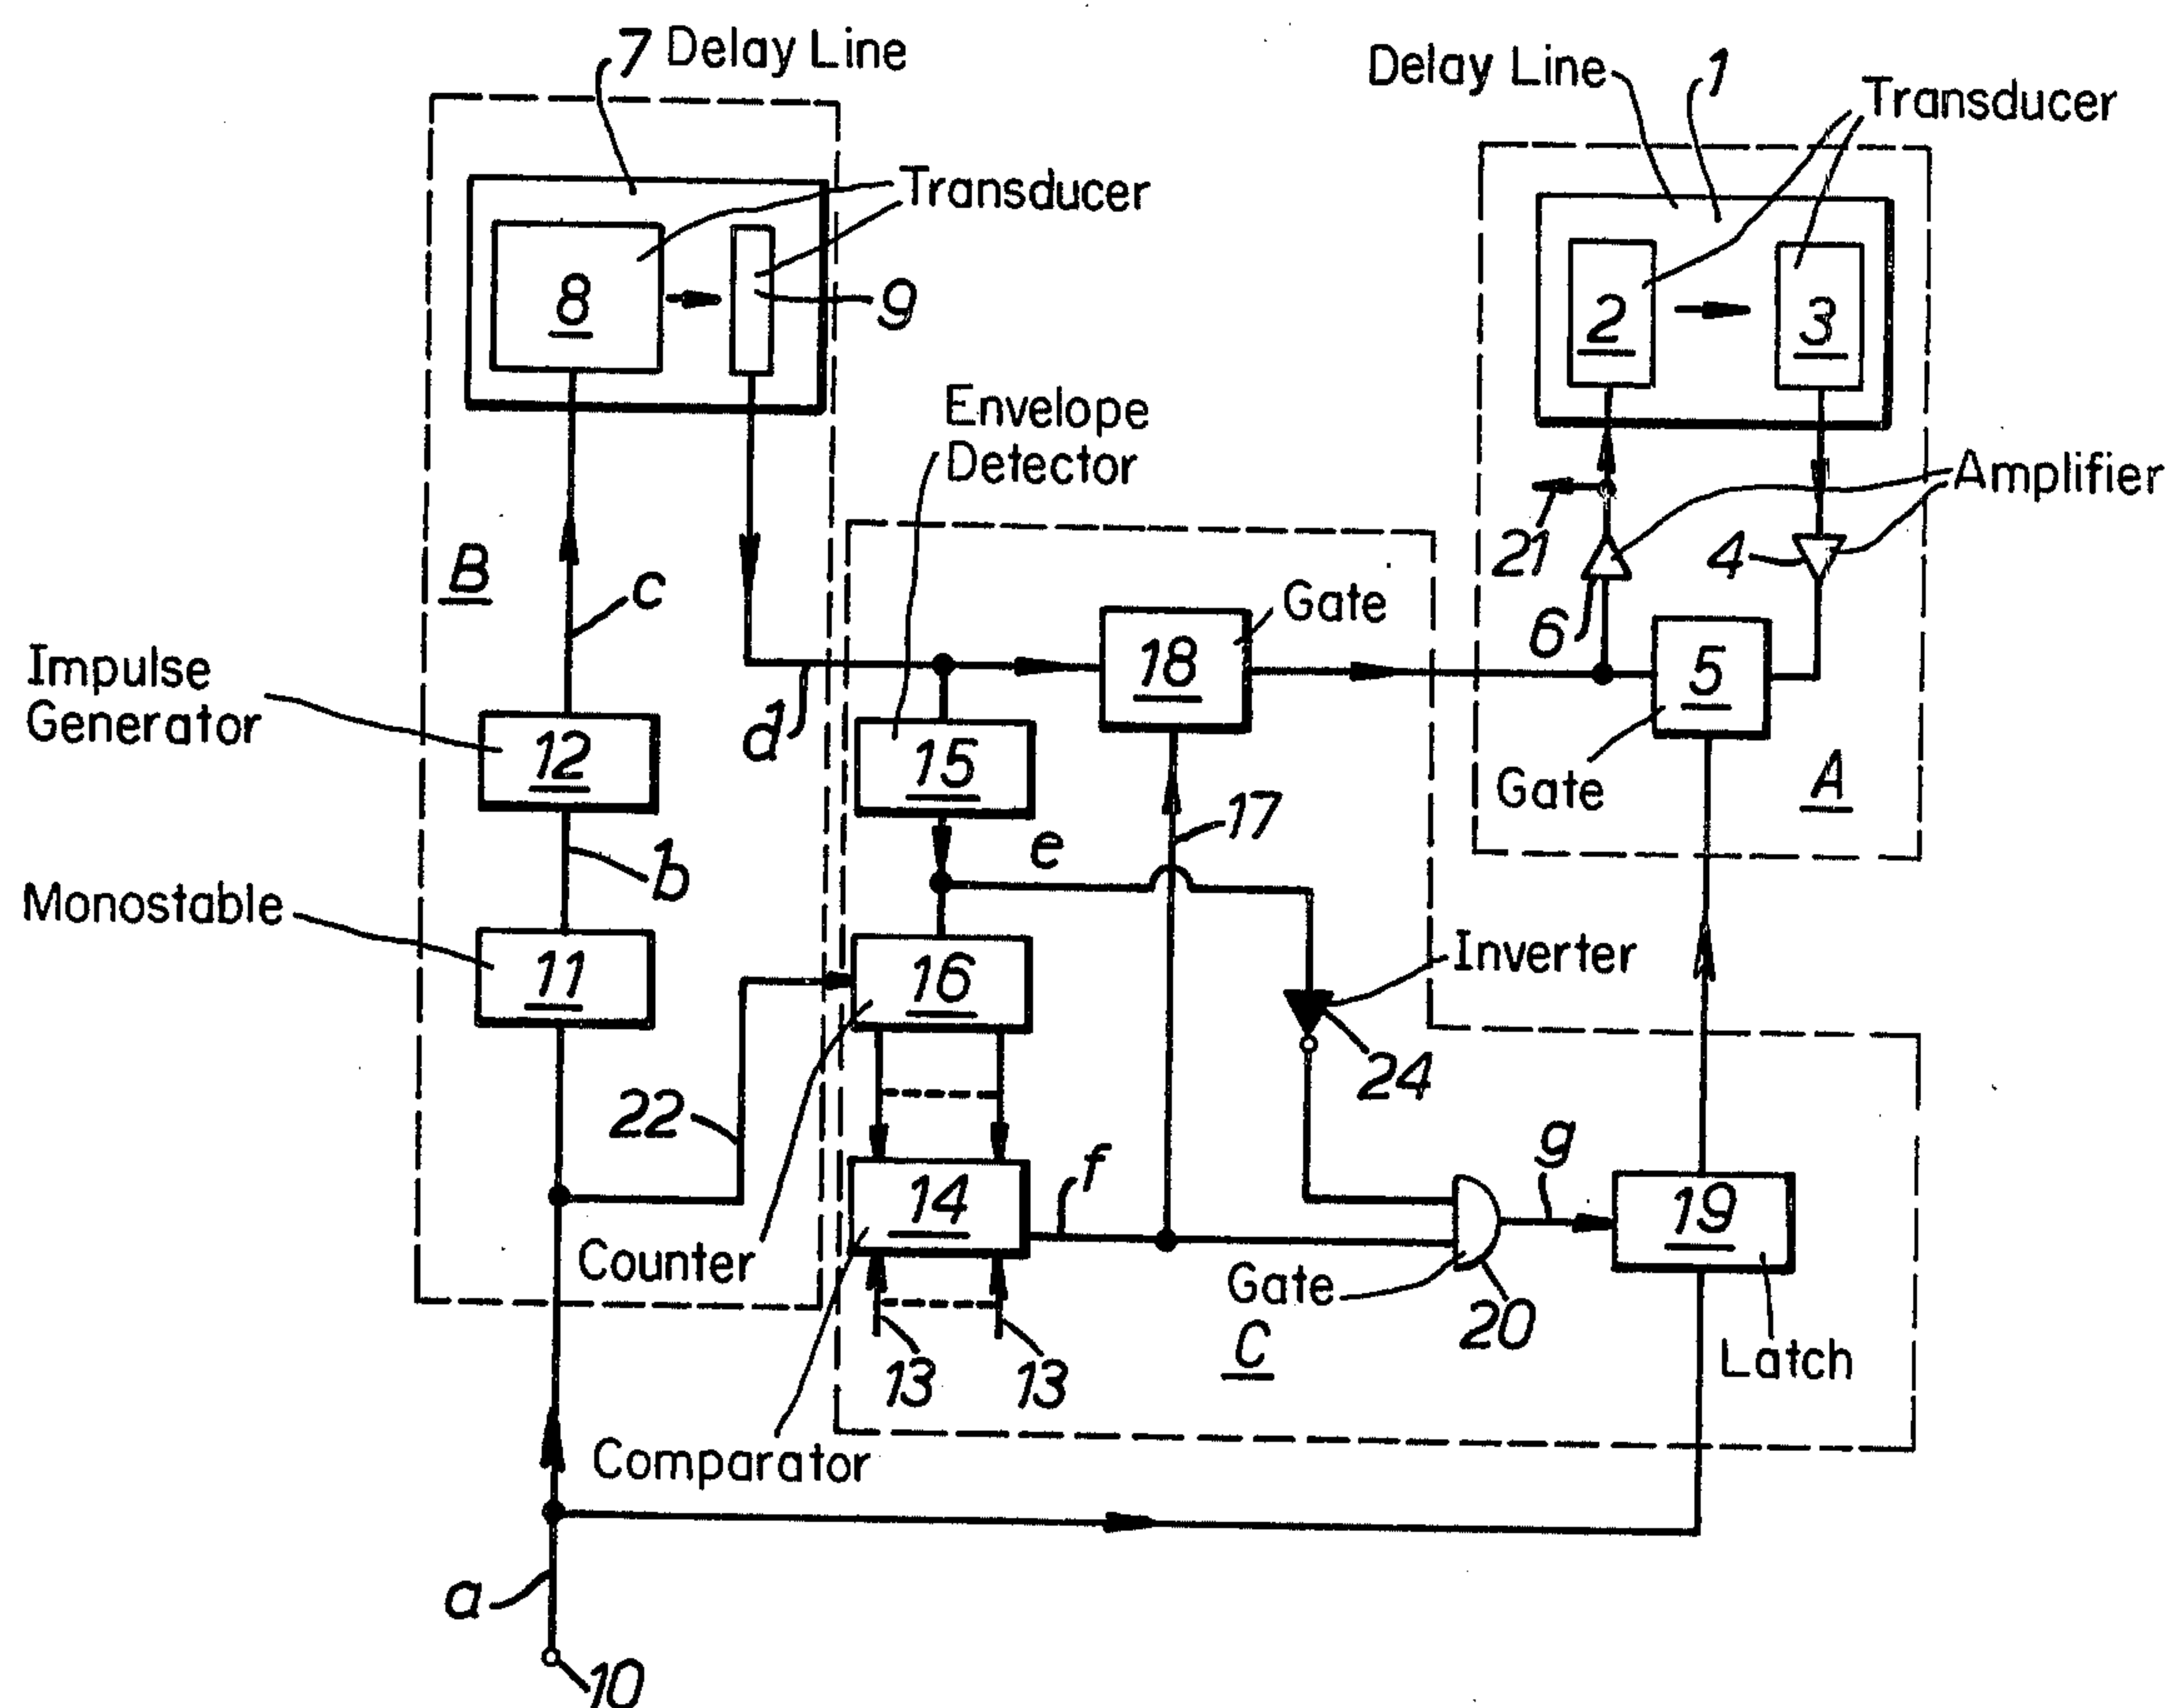 7 Delay Line
Delay Line
1
Transducer
Transducer
8
9
2
3
Envelope
Detector
Amplifier
21
4
B
c
Gate
6
18
5
Impulse
Generator
12
d
15
Gate
A
17
e
b
Monostable
11
16
Inverter
24
22
14
f
g
19
Counter
Gate
20
13
13
C
Latch
Comparator
a
10